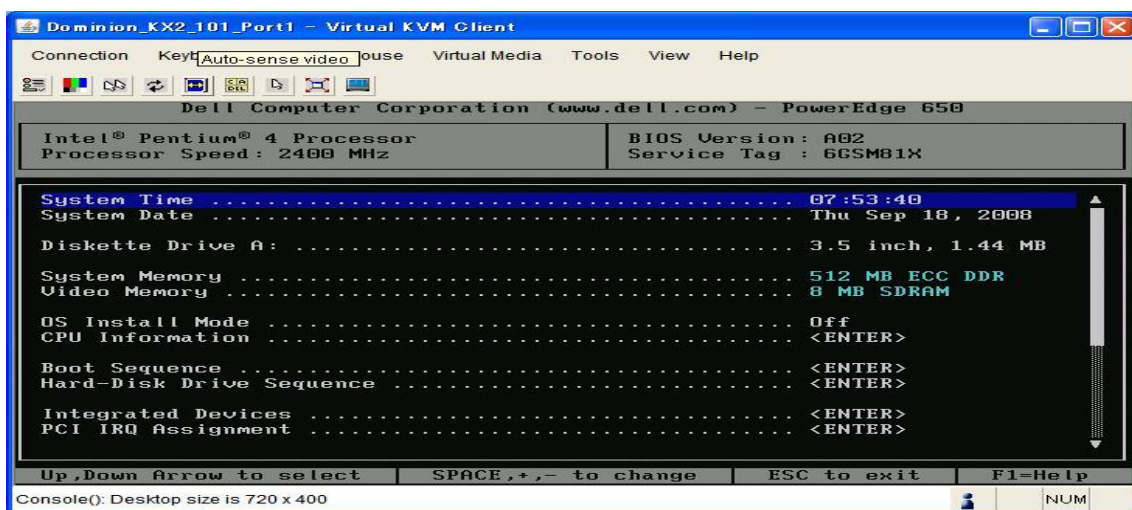 Dominion_KX2_101_Port1 - Virtual KVM Client
Connection Keyb Auto-sense video ouse Virtual Media Tools View Help
Dell Computer Corporation (www.dell.com) - PowerEdge 650
Intel® Pentium® 4 Processor BIOS Version: A02
Processor Speed: 2400 MHz Service Tag : 6GSM81X
System Time ........................................... 07:53:40
System Date ........................................... Thu Sep 18, 2008
Diskette Drive A: ..................................... 3.5 inch, 1.44 MB
System Memory ......................................... 512 MB ECC DDR
Video Memory .......................................... 8 MB SDRAM
OS Install Mode ....................................... Off
CPU Information ....................................... <ENTER>
Boot Sequence ......................................... <ENTER>
Hard-Disk Drive Sequence .............................. <ENTER>
Integrated Devices .................................... <ENTER>
PCI IRQ Assignment .................................... <ENTER>
Up,Down Arrow to select SPACE,+,- to change ESC to exit F1=Help
Console(): Desktop size is 720 x 400 NUM